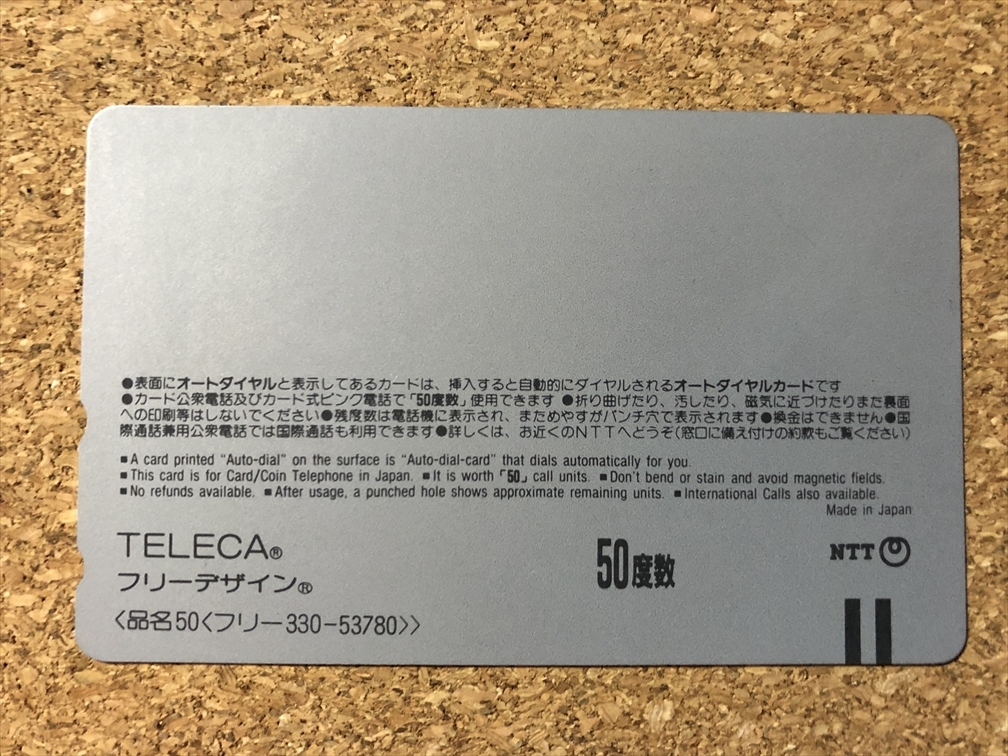 ●表面にオートダイヤルと表示してあるカードは、挿入すると自動的にダイヤルされるオートダイヤルカードです
●カード公衆電話及びカード式ピンク電話で「50度数」使用できます ●折り曲げたり、汚したり、磁気に近づけたりまた裏面
への印刷等はしないでください●残度数は電話機に表示され、まためやすがパンチ穴で表示されます●換金はできません●国
際通話兼用公衆電話では国際通話も利用できます●詳しくは、お近くのNTTへどうぞ(窓口に備え付けの約款もご覧ください)
■A card printed “Auto-dial” on the surface is “Auto-dial-card” that dials automatically for you.
■This card is for Card/Coin Telephone in Japan. ■It is worth「50」call units. ■Don't bend or stain and avoid magnetic fields.
■No refunds available. ■After usage, a punched hole shows approximate remaining units. ■International Calls also available.
Made in Japan
TELECA®
フリーデザイン®
〈品名50〈フリー330-53780〉〉
50度数
NTT